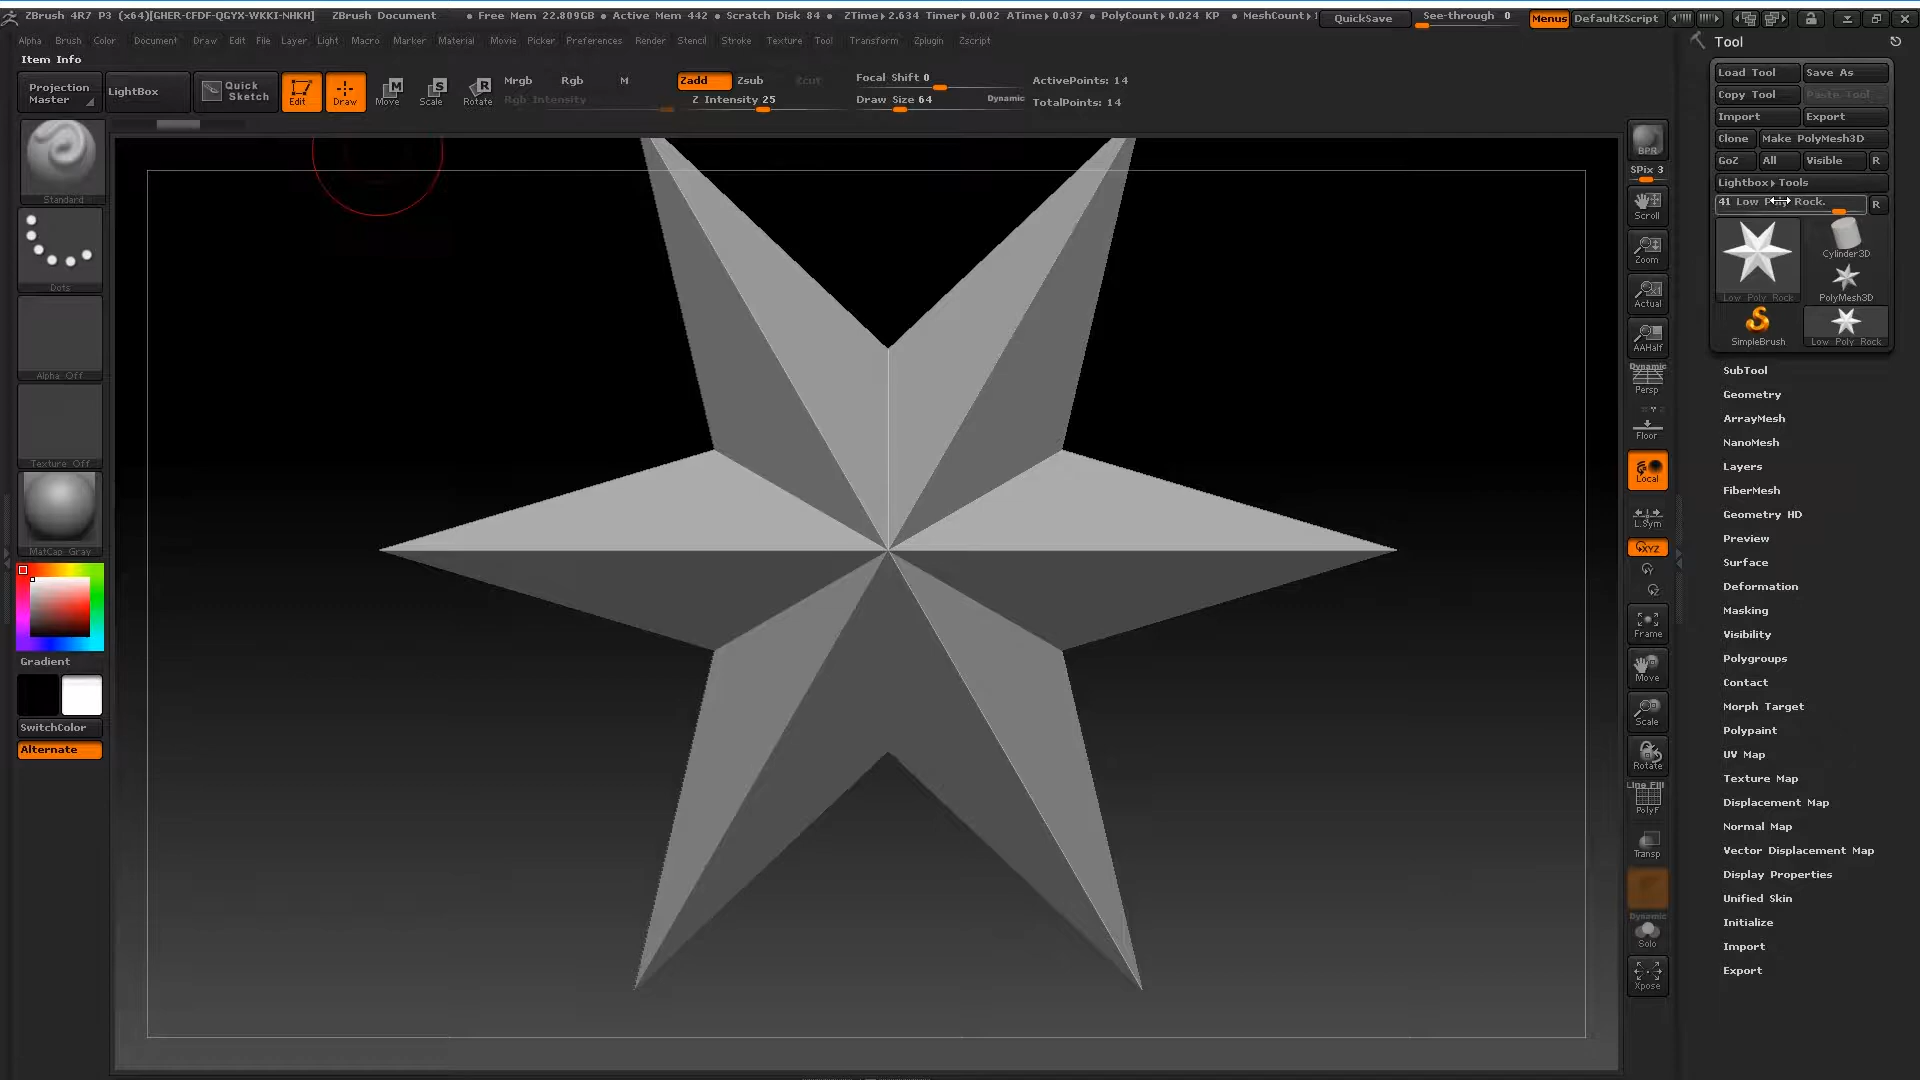 ZBrush 4R7 P3 (x64)[GHER-CFDF-QGYX-WKKI-NHKH] ZBrush Document • Free Mem 22.809GB • Active Mem 442 • Scratch Disk 84 • ZTime▸2.634 Timer▸0.002 ATime▸0.037 • PolyCount▸0.024 KP • MeshCount▸1 QuickSave See-through 0 Menus DefaultZScript
Alpha Brush Color Document Draw Edit File Layer Light Macro Marker Material Movie Picker Preferences Render Stencil Stroke Texture Tool Transform Zplugin Zscript
Item Info
Projection Master
LightBox
Quick Sketch
Edit
Draw
Move
Scale
Rotate
Mrgb Rgb M
Rgb Intensity
Zadd Zsub Zcut
Z Intensity 25
Focal Shift 0
Draw Size 64 Dynamic
ActivePoints: 14
TotalPoints: 14
Standard
Dots
Alpha Off
Texture Off
MatCap Gray
Gradient
SwitchColor
Alternate
BPR
SPix 3
Scroll
Zoom
Actual
AAHalf
Dynamic
Persp
Floor
Local
L.Sym
XYZ
Frame
Move
Scale
Rotate
Line Fill
PolyF
Transp
Dynamic
Solo
Xpose
Tool
Load Tool Save As
Copy Tool Paste Tool
Import Export
Clone Make PolyMesh3D
GoZ All Visible R
Lightbox▸Tools
41 Low Poly Rock. R
Cylinder3D
Low Poly Rock PolyMesh3D
SimpleBrush Low Poly Rock
SubTool
Geometry
ArrayMesh
NanoMesh
Layers
FiberMesh
Geometry HD
Preview
Surface
Deformation
Masking
Visibility
Polygroups
Contact
Morph Target
Polypaint
UV Map
Texture Map
Displacement Map
Normal Map
Vector Displacement Map
Display Properties
Unified Skin
Initialize
Import
Export